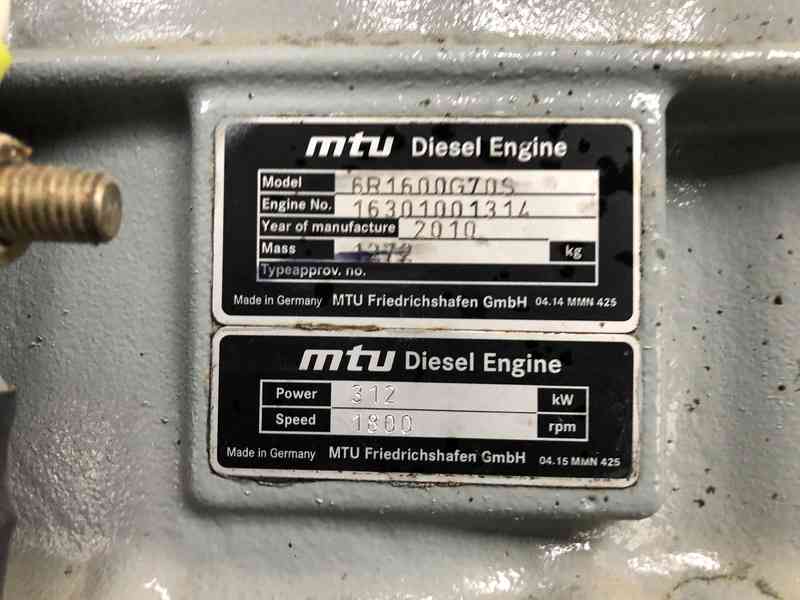 mtu Diesel Engine
Model 6R1600G70S
Engine No. 16301001314
Year of manufacture 2010
Mass kg
Typeapprov. no.
Made in Germany MTU Friedrichshafen GmbH 04.14 MMN 425
mtu Diesel Engine
Power 312 kW
Speed 1800 rpm
Made in Germany MTU Friedrichshafen GmbH 04.15 MMN 425